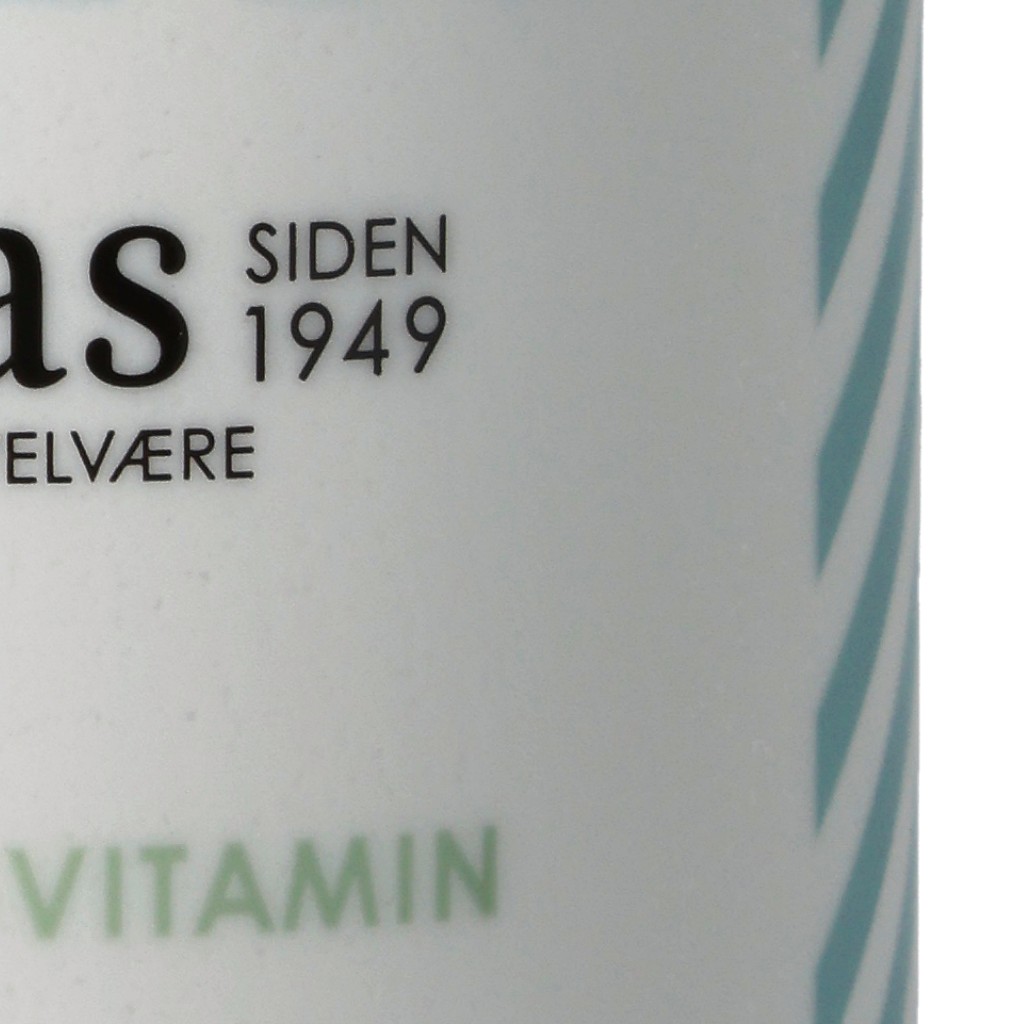 as SIDEN
1949
ELVÆRE
VITAMIN